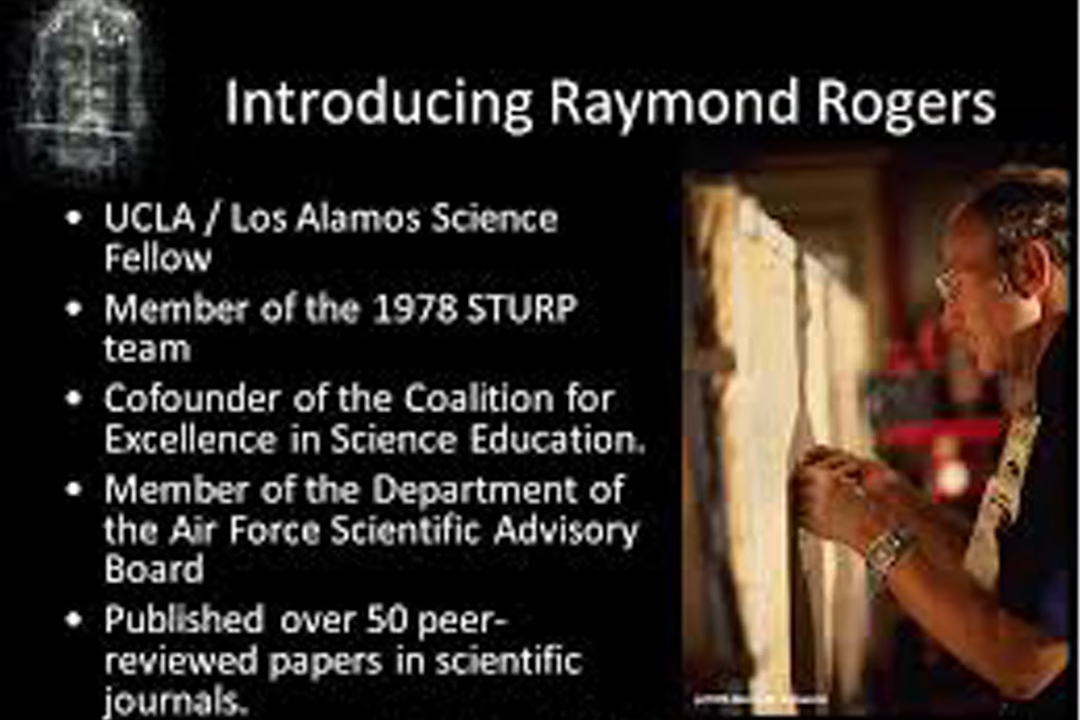 Introducing Raymond Rogers
• UCLA / Los Alamos Science
Fellow
• Member of the 1978 STURP
team
• Cofounder of the Coalition for
Excellence in Science Education.
• Member of the Department of
the Air Force Scientific Advisory
Board
• Published over 50 peer-
reviewed papers in scientific
journals.